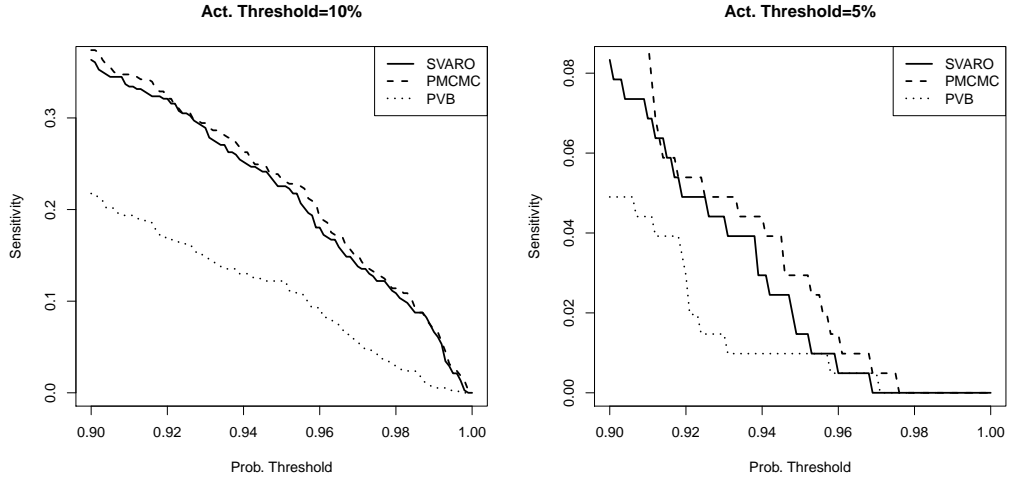 Act. Threshold=10%
SVARO
PMCMC
PVB
Sensitivity
0.0 0.1 0.2 0.3
0.90 0.92 0.94 0.96 0.98 1.00
Prob. Threshold
Act. Threshold=5%
SVARO
PMCMC
PVB
Sensitivity
0.00 0.02 0.04 0.06 0.08
0.90 0.92 0.94 0.96 0.98 1.00
Prob. Threshold